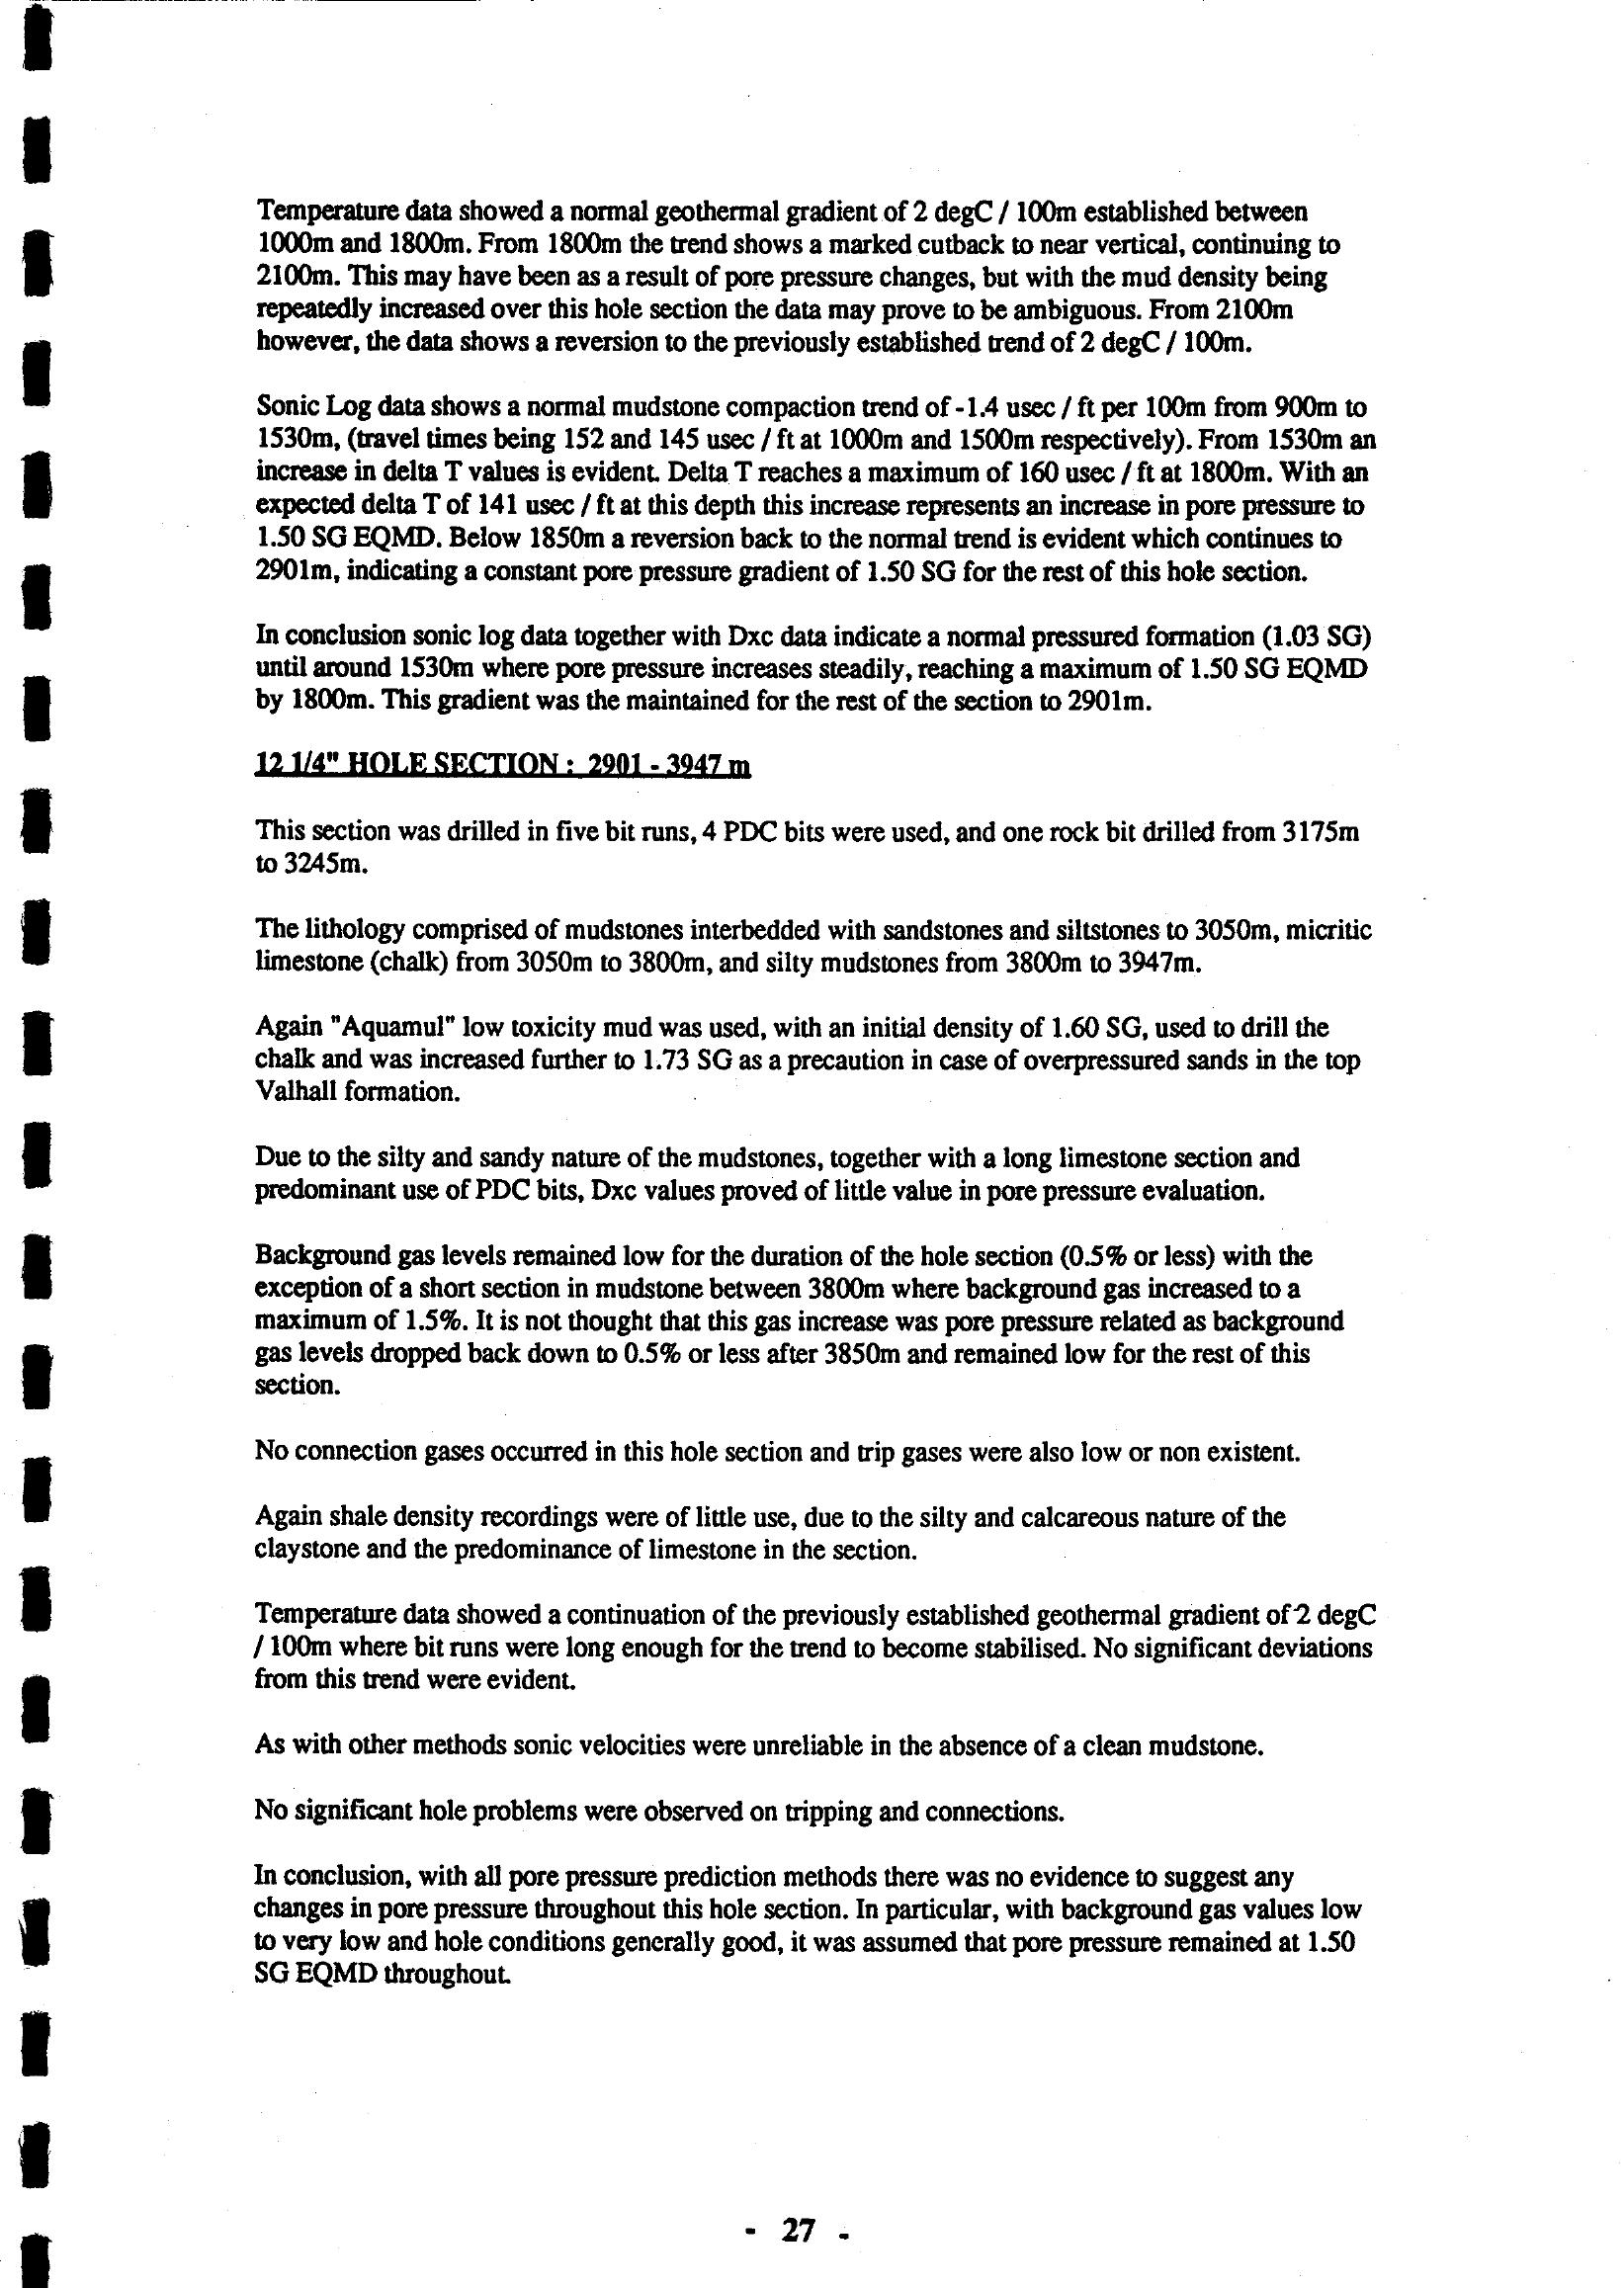 Temperature data showed a normal geothermal gradient of 2 degC / 100m established between
1000m and 1800m. From 1800m the trend shows a marked cutback to near vertical, continuing to
2100m. This may have been as a result of pore pressure changes, but with the mud density being
repeatedly increased over this hole section the data may prove to be ambiguous. From 2100m
however, the data shows a reversion to the previously established trend of 2 degC / 100m.
Sonic Log data shows a normal mudstone compaction trend of -1.4 usec / ft per 100m from 900m to
1530m, (travel times being 152 and 145 usec / ft at 1000m and 1500m respectively). From 1530m an
increase in delta T values is evident. Delta T reaches a maximum of 160 usec / ft at 1800m. With an
expected delta T of 141 usec / ft at this depth this increase represents an increase in pore pressure to
1.50 SG EQMD. Below 1850m a reversion back to the normal trend is evident which continues to
2901m, indicating a constant pore pressure gradient of 1.50 SG for the rest of this hole section.
In conclusion sonic log data together with Dxc data indicate a normal pressured formation (1.03 SG)
until around 1530m where pore pressure increases steadily, reaching a maximum of 1.50 SG EQMD
by 1800m. This gradient was the maintained for the rest of the section to 2901m.
12 1/4" HOLE SECTION : 2901 - 3947 m
This section was drilled in five bit runs, 4 PDC bits were used, and one rock bit drilled from 3175m
to 3245m.
The lithology comprised of mudstones interbedded with sandstones and siltstones to 3050m, micritic
limestone (chalk) from 3050m to 3800m, and silty mudstones from 3800m to 3947m.
Again "Aquamul" low toxicity mud was used, with an initial density of 1.60 SG, used to drill the
chalk and was increased further to 1.73 SG as a precaution in case of overpressured sands in the top
Valhall formation.
Due to the silty and sandy nature of the mudstones, together with a long limestone section and
predominant use of PDC bits, Dxc values proved of little value in pore pressure evaluation.
Background gas levels remained low for the duration of the hole section (0.5% or less) with the
exception of a short section in mudstone between 3800m where background gas increased to a
maximum of 1.5%. It is not thought that this gas increase was pore pressure related as background
gas levels dropped back down to 0.5% or less after 3850m and remained low for the rest of this
section.
No connection gases occurred in this hole section and trip gases were also low or non existent.
Again shale density recordings were of little use, due to the silty and calcareous nature of the
claystone and the predominance of limestone in the section.
Temperature data showed a continuation of the previously established geothermal gradient of 2 degC
/ 100m where bit runs were long enough for the trend to become stabilised. No significant deviations
from this trend were evident.
As with other methods sonic velocities were unreliable in the absence of a clean mudstone.
No significant hole problems were observed on tripping and connections.
In conclusion, with all pore pressure prediction methods there was no evidence to suggest any
changes in pore pressure throughout this hole section. In particular, with background gas values low
to very low and hole conditions generally good, it was assumed that pore pressure remained at 1.50
SG EQMD throughout.
- 27 -